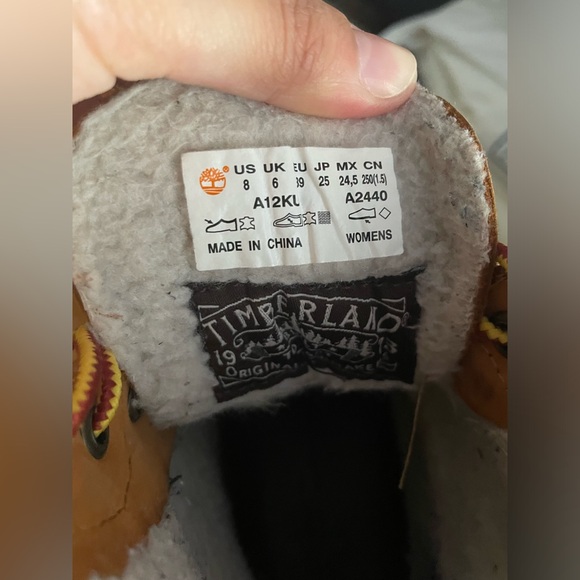 US UK EU JP MX CN
8 6 39 25 24,5 250(1.5)
A12KU A2440
MADE IN CHINA WOMENS
TIMBERLAND
19
ORIGINAL